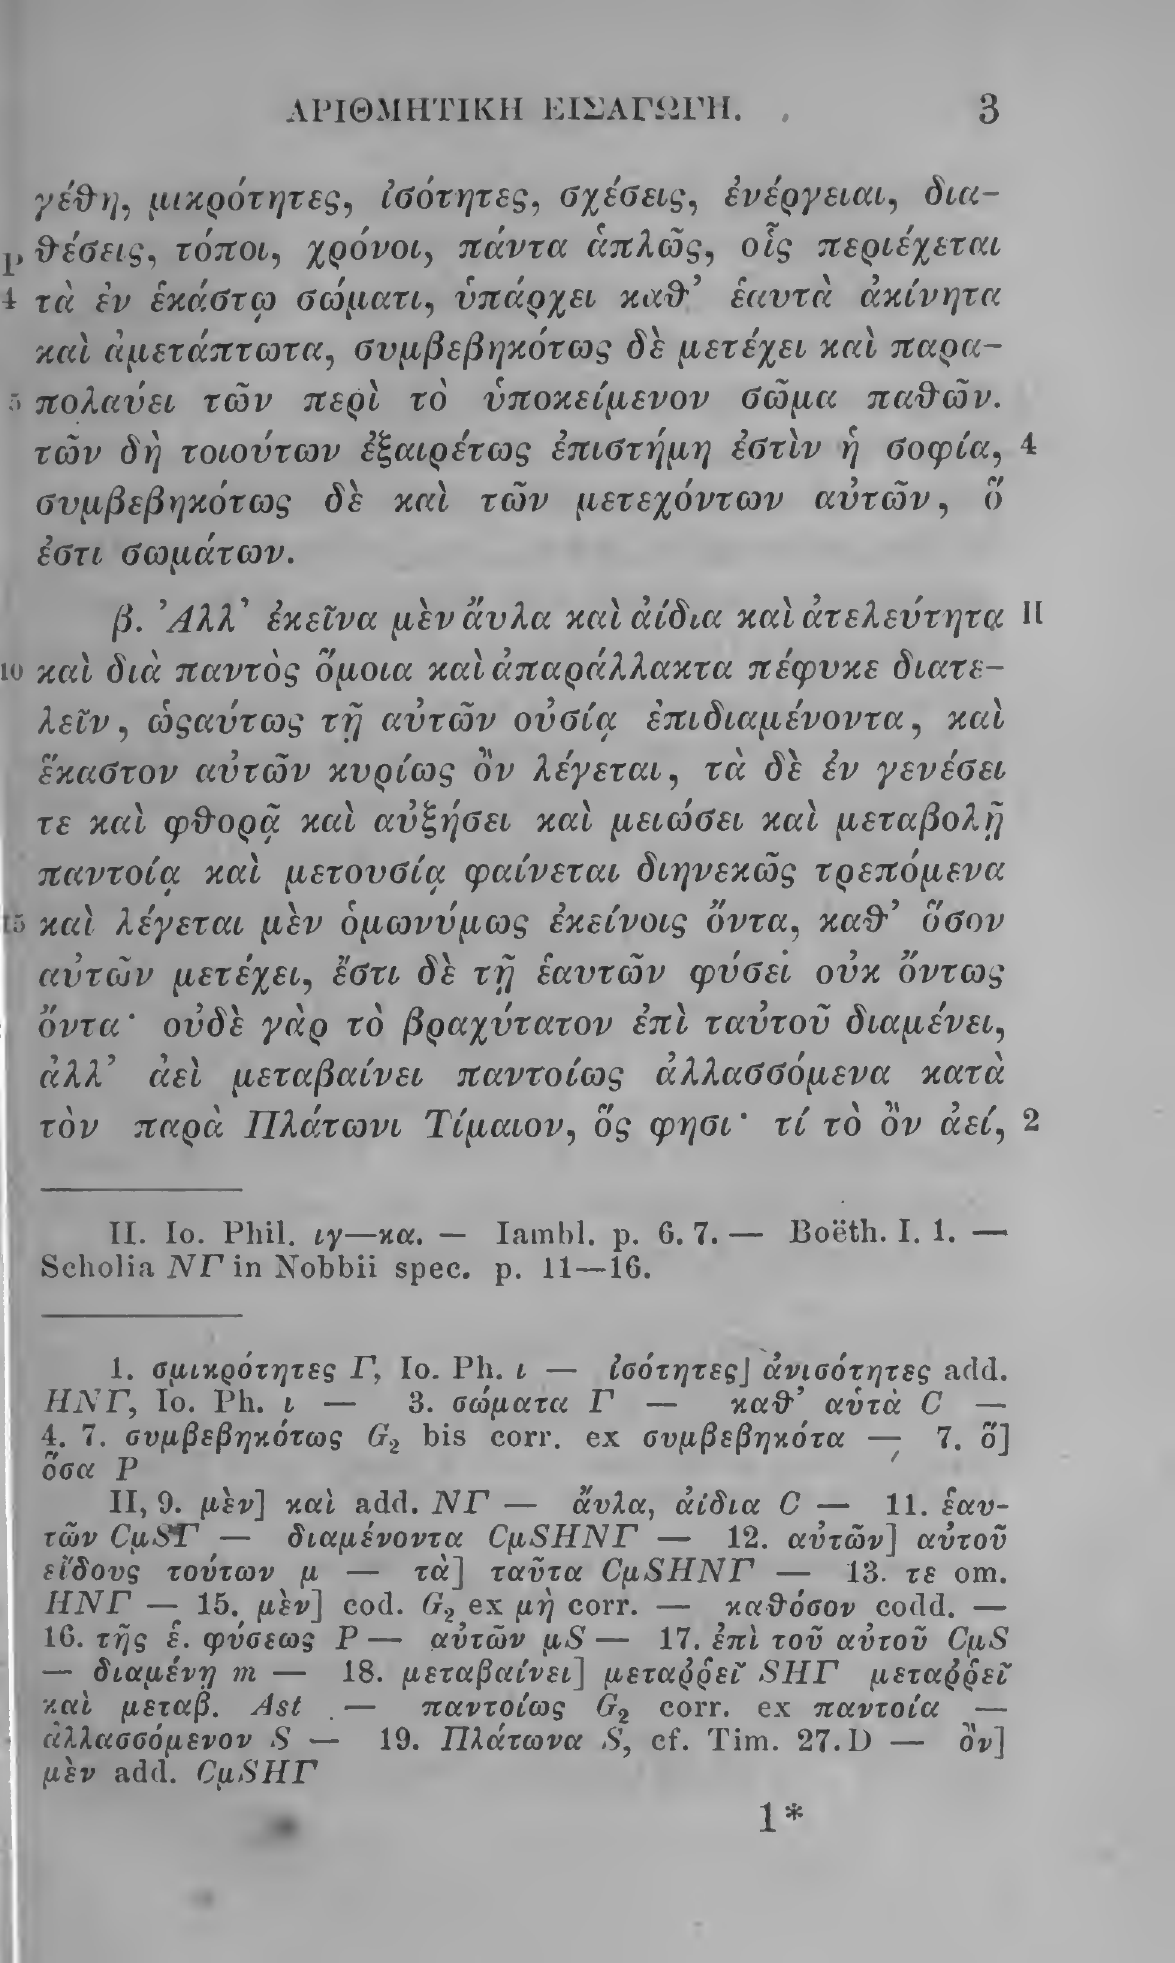 ΑΡΙΘΜΗΤΙΚΗ ΕΙΣΑΓΩΓΗ. 3
γέθη, μικρότητες, ἰσότητες, σχέσεις, ἐνέργειαι, δια-
p θέσεις, τόποι, χρόνοι, πάντα ἁπλῶς, οἷς περιέχεται
4 τὰ ἐν ἑκάστῳ σώματι, ὑπάρχει καθ’ ἑαυτὰ ἀκίνητα
καὶ ἀμετάπτωτα, συμβεβηκότως δὲ μετέχει καὶ παρα-
5 πολαύει τῶν περὶ τὸ ὑποκείμενον σῶμα παθῶν.
τῶν δὴ τοιούτων ἐξαιρέτως ἐπιστήμη ἐστὶν ἡ σοφία, 4
συμβεβηκότως δὲ καὶ τῶν μετεχόντων αὐτῶν, ὅ
ἐστι σωμάτων.
β. Ἀλλ’ ἐκεῖνα μὲν ἄυλα καὶ ἀίδια καὶ ἀτελεύτητα II
10 καὶ διὰ παντὸς ὅμοια καὶ ἀπαράλλακτα πέφυκε διατε-
λεῖν, ὡςαύτως τῇ αὐτῶν οὐσίᾳ ἐπιδιαμένοντα, καὶ
ἕκαστον αὐτῶν κυρίως ὂν λέγεται, τὰ δὲ ἐν γενέσει
τε καὶ φθορᾷ καὶ αὐξήσει καὶ μειώσει καὶ μεταβολῇ
παντοίᾳ καὶ μετουσίᾳ φαίνεται διηνεκῶς τρεπόμενα
15 καὶ λέγεται μὲν ὁμωνύμως ἐκείνοις ὄντα, καθ’ ὅσον
αὐτῶν μετέχει, ἔστι δὲ τῇ ἑαυτῶν φύσει οὐκ ὄντως
ὄντα· οὐδὲ γὰρ τὸ βραχύτατον ἐπὶ ταὐτοῦ διαμένει,
ἀλλ’ ἀεὶ μεταβαίνει παντοίως ἀλλασσόμενα κατὰ
τὸν παρὰ Πλάτωνι Τίμαιον, ὅς φησι· τί τὸ ὂν ἀεί, 2
II. Io. Phil. ιγ—κα. — Iambl. p. 6. 7. — Boëth. I. 1. —
Scholia ΝΓ in Nobbii spec. p. 11—16.
1. σμικρότητες Γ, Io. Ph. ι — ἰσότητες] ἀνισότητες add.
ΗΝΓ, Io. Ph. ι — 3. σώματα Γ — καθ’ αὑτὰ C —
4. 7. συμβεβηκότως G₂ bis corr. ex συμβεβηκότα — 7. ὅ]
ὅσα P
II, 9. μὲν] καὶ add. ΝΓ — ἄυλα, ἀίδια C — 11. ἑαυ-
τῶν CμSΓ — διαμένοντα CμSHNΓ — 12. αὐτῶν] αὐτοῦ
εἴδους τούτων μ — τὰ] ταῦτα CμSHNΓ — 13. τε om.
HNΓ — 15. μὲν] cod. G₂ ex μὴ corr. — καθόσον codd. —
16. τῆς ἑ. φύσεως P — αὐτῶν μS — 17. ἐπὶ τοῦ αὐτοῦ CμS
— διαμένῃ m — 18. μεταβαίνει] μεταῤῥεῖ SHΓ μεταῤῥεῖ
καὶ μεταβ. Ast — παντοίως G₂ corr. ex παντοία —
ἀλλασσόμενον S — 19. Πλάτωνα S, cf. Tim. 27. D — ὂν]
μὲν add. CμSHΓ
1*